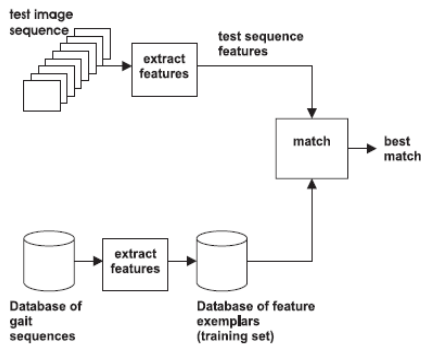 test image
sequence
extract
features
test sequence
features
match
best
match
extract
features
Database of
gait
sequences
Database of feature
exemplars
(training set)